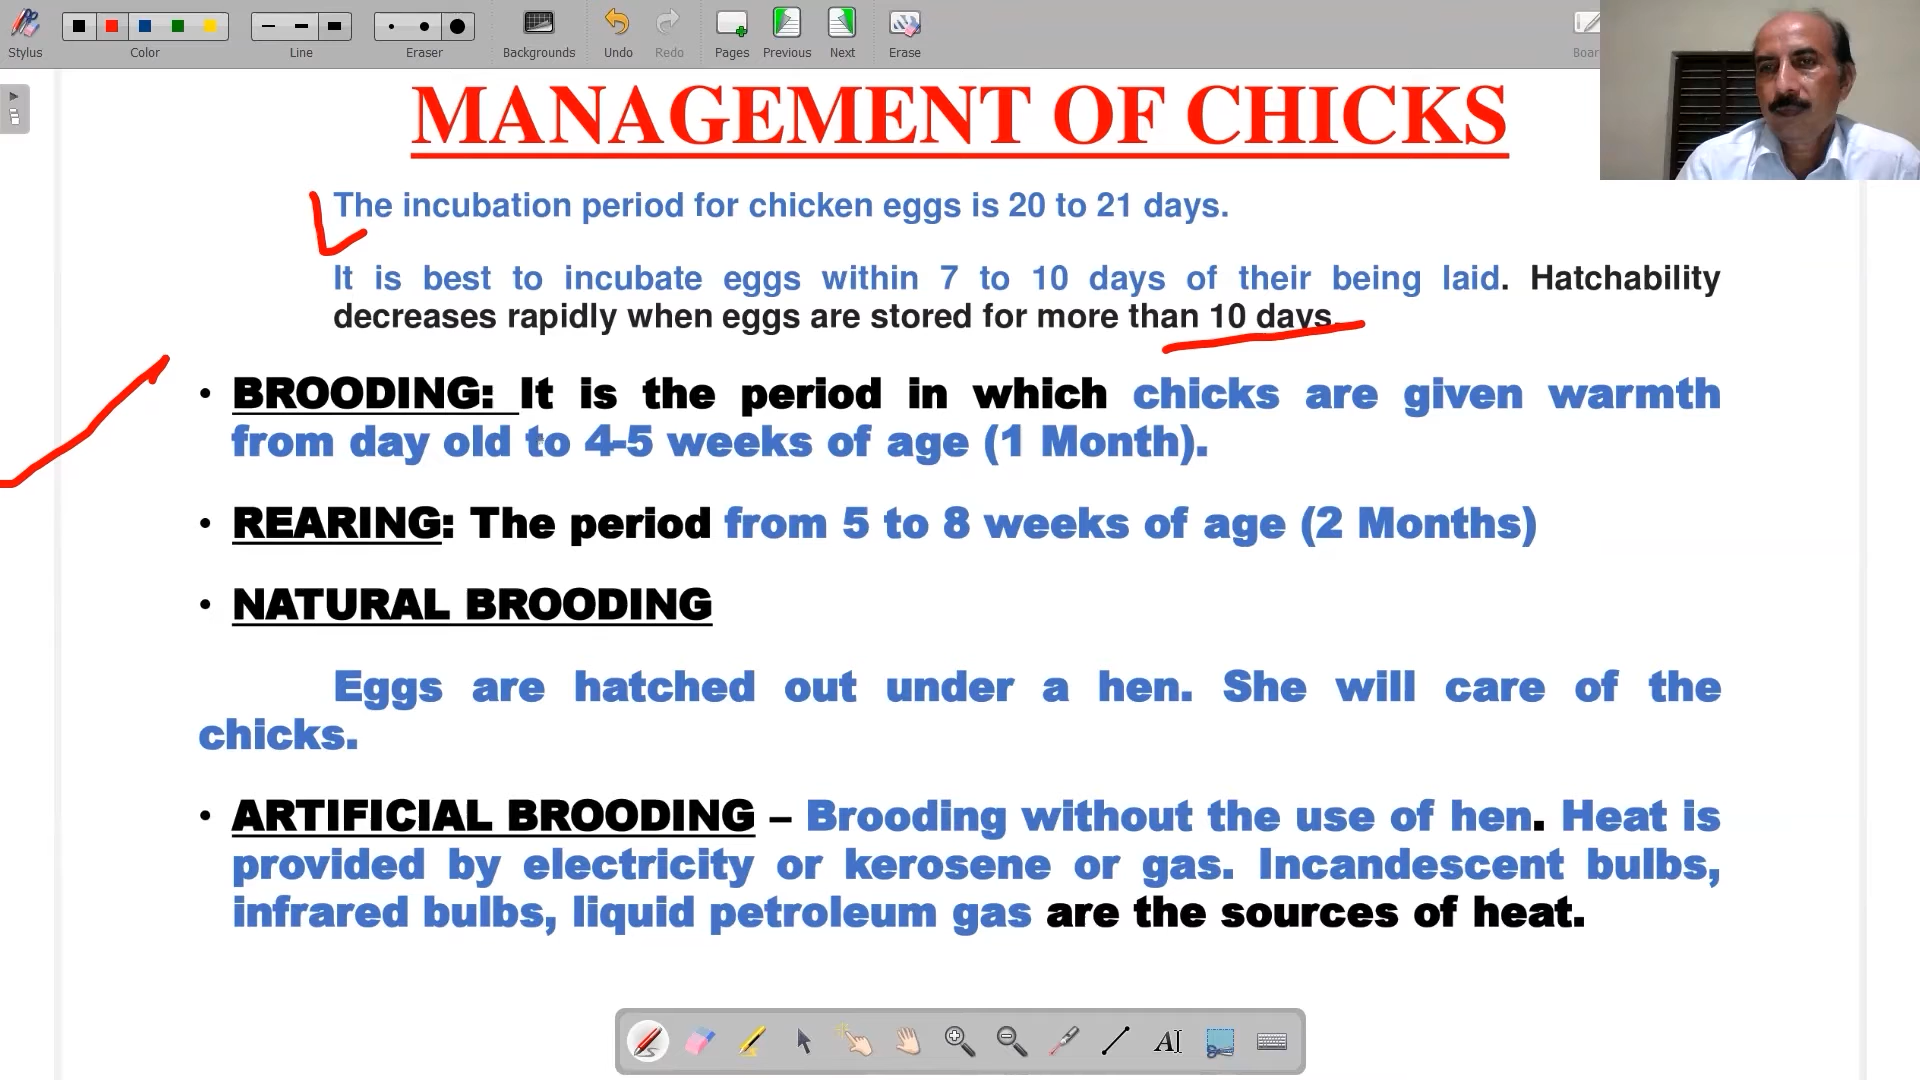 Stylus
Color
Line
Eraser
Backgrounds
Undo
Redo
Pages
Previous
Next
Erase
MANAGEMENT OF CHICKS
The incubation period for chicken eggs is 20 to 21 days.
It is best to incubate eggs within 7 to 10 days of their being laid. Hatchability
decreases rapidly when eggs are stored for more than 10 days.
• BROODING: It is the period in which chicks are given warmth
from day old to 4-5 weeks of age (1 Month).
• REARING: The period from 5 to 8 weeks of age (2 Months)
• NATURAL BROODING
Eggs are hatched out under a hen. She will care of the
chicks.
• ARTIFICIAL BROODING – Brooding without the use of hen. Heat is
provided by electricity or kerosene or gas. Incandescent bulbs,
infrared bulbs, liquid petroleum gas are the sources of heat.